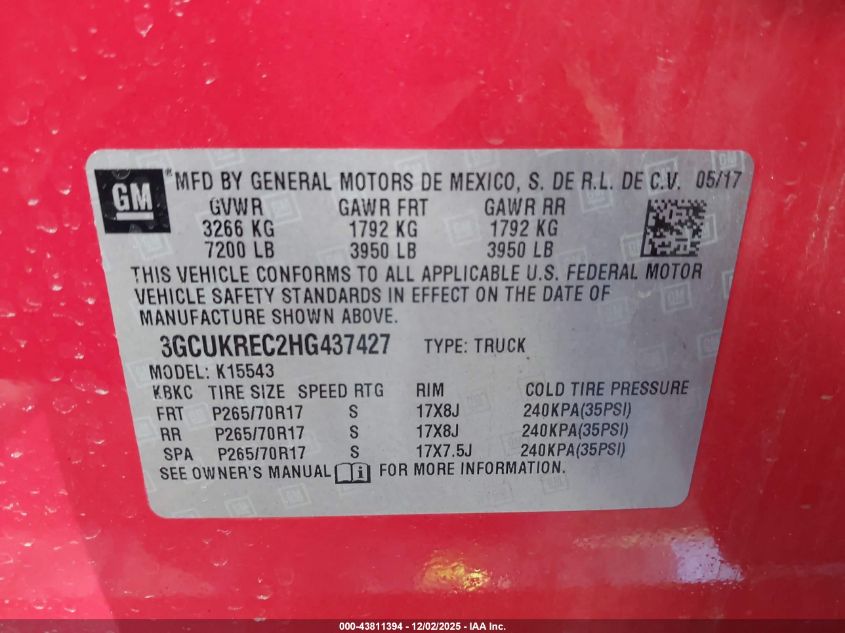 GM ® MFD BY GENERAL MOTORS DE MEXICO, S. DE R.L. DE C.V. 05/17
GVWR GAWR FRT GAWR RR
3266 KG 1792 KG 1792 KG
7200 LB 3950 LB 3950 LB
THIS VEHICLE CONFORMS TO ALL APPLICABLE U.S. FEDERAL MOTOR
VEHICLE SAFETY STANDARDS IN EFFECT ON THE DATE OF
MANUFACTURE SHOWN ABOVE.
3GCUKREC2HG437427 TYPE: TRUCK
MODEL: K15543
KBKC TIRE SIZE SPEED RTG RIM COLD TIRE PRESSURE
FRT P265/70R17 S 17X8J 240KPA(35PSI)
RR P265/70R17 S 17X8J 240KPA(35PSI)
SPA P265/70R17 S 17X7.5J 240KPA(35PSI)
SEE OWNER'S MANUAL i FOR MORE INFORMATION.
000-43811394 - 12/02/2025 - IAA Inc.